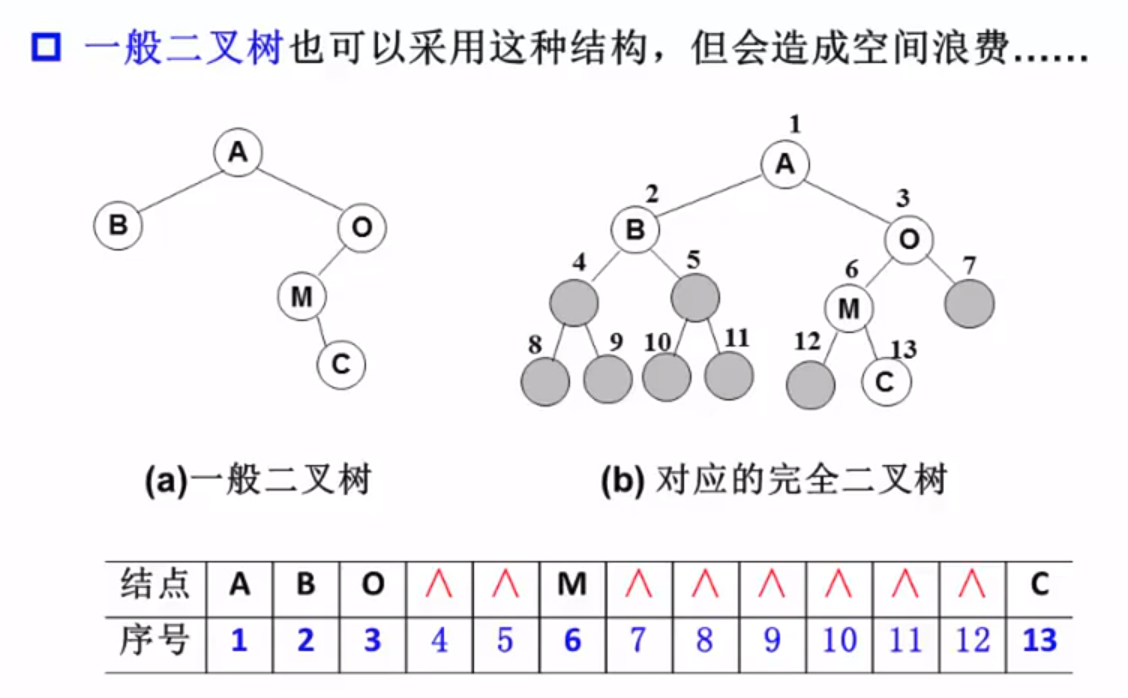 一般二叉树也可以采用这种结构，但会造成空间浪费……
A
B
O
M
C
1
A
2
B
3
O
4
5
6
M
7
8
9
10
11
12
13
C
(a)一般二叉树
(b) 对应的完全二叉树
结点 A B O ∧ ∧ M ∧ ∧ ∧ ∧ ∧ ∧ C
序号 1 2 3 4 5 6 7 8 9 10 11 12 13